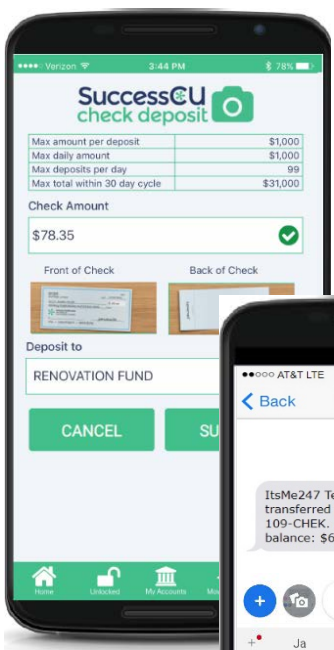 Verizon 3:44 PM 78%
SuccessCU
check deposit
Max amount per deposit $1,000
Max daily amount $1,000
Max deposits per day 99
Max total within 30 day cycle $31,000
Check Amount
$78.35
Front of Check Back of Check
Deposit to
RENOVATION FUND
CANCEL SU
Home Unlocked My Accounts
AT&T LTE
Back
ItsMe247 Te
transferred
109-CHEK.
balance: $6
Ja